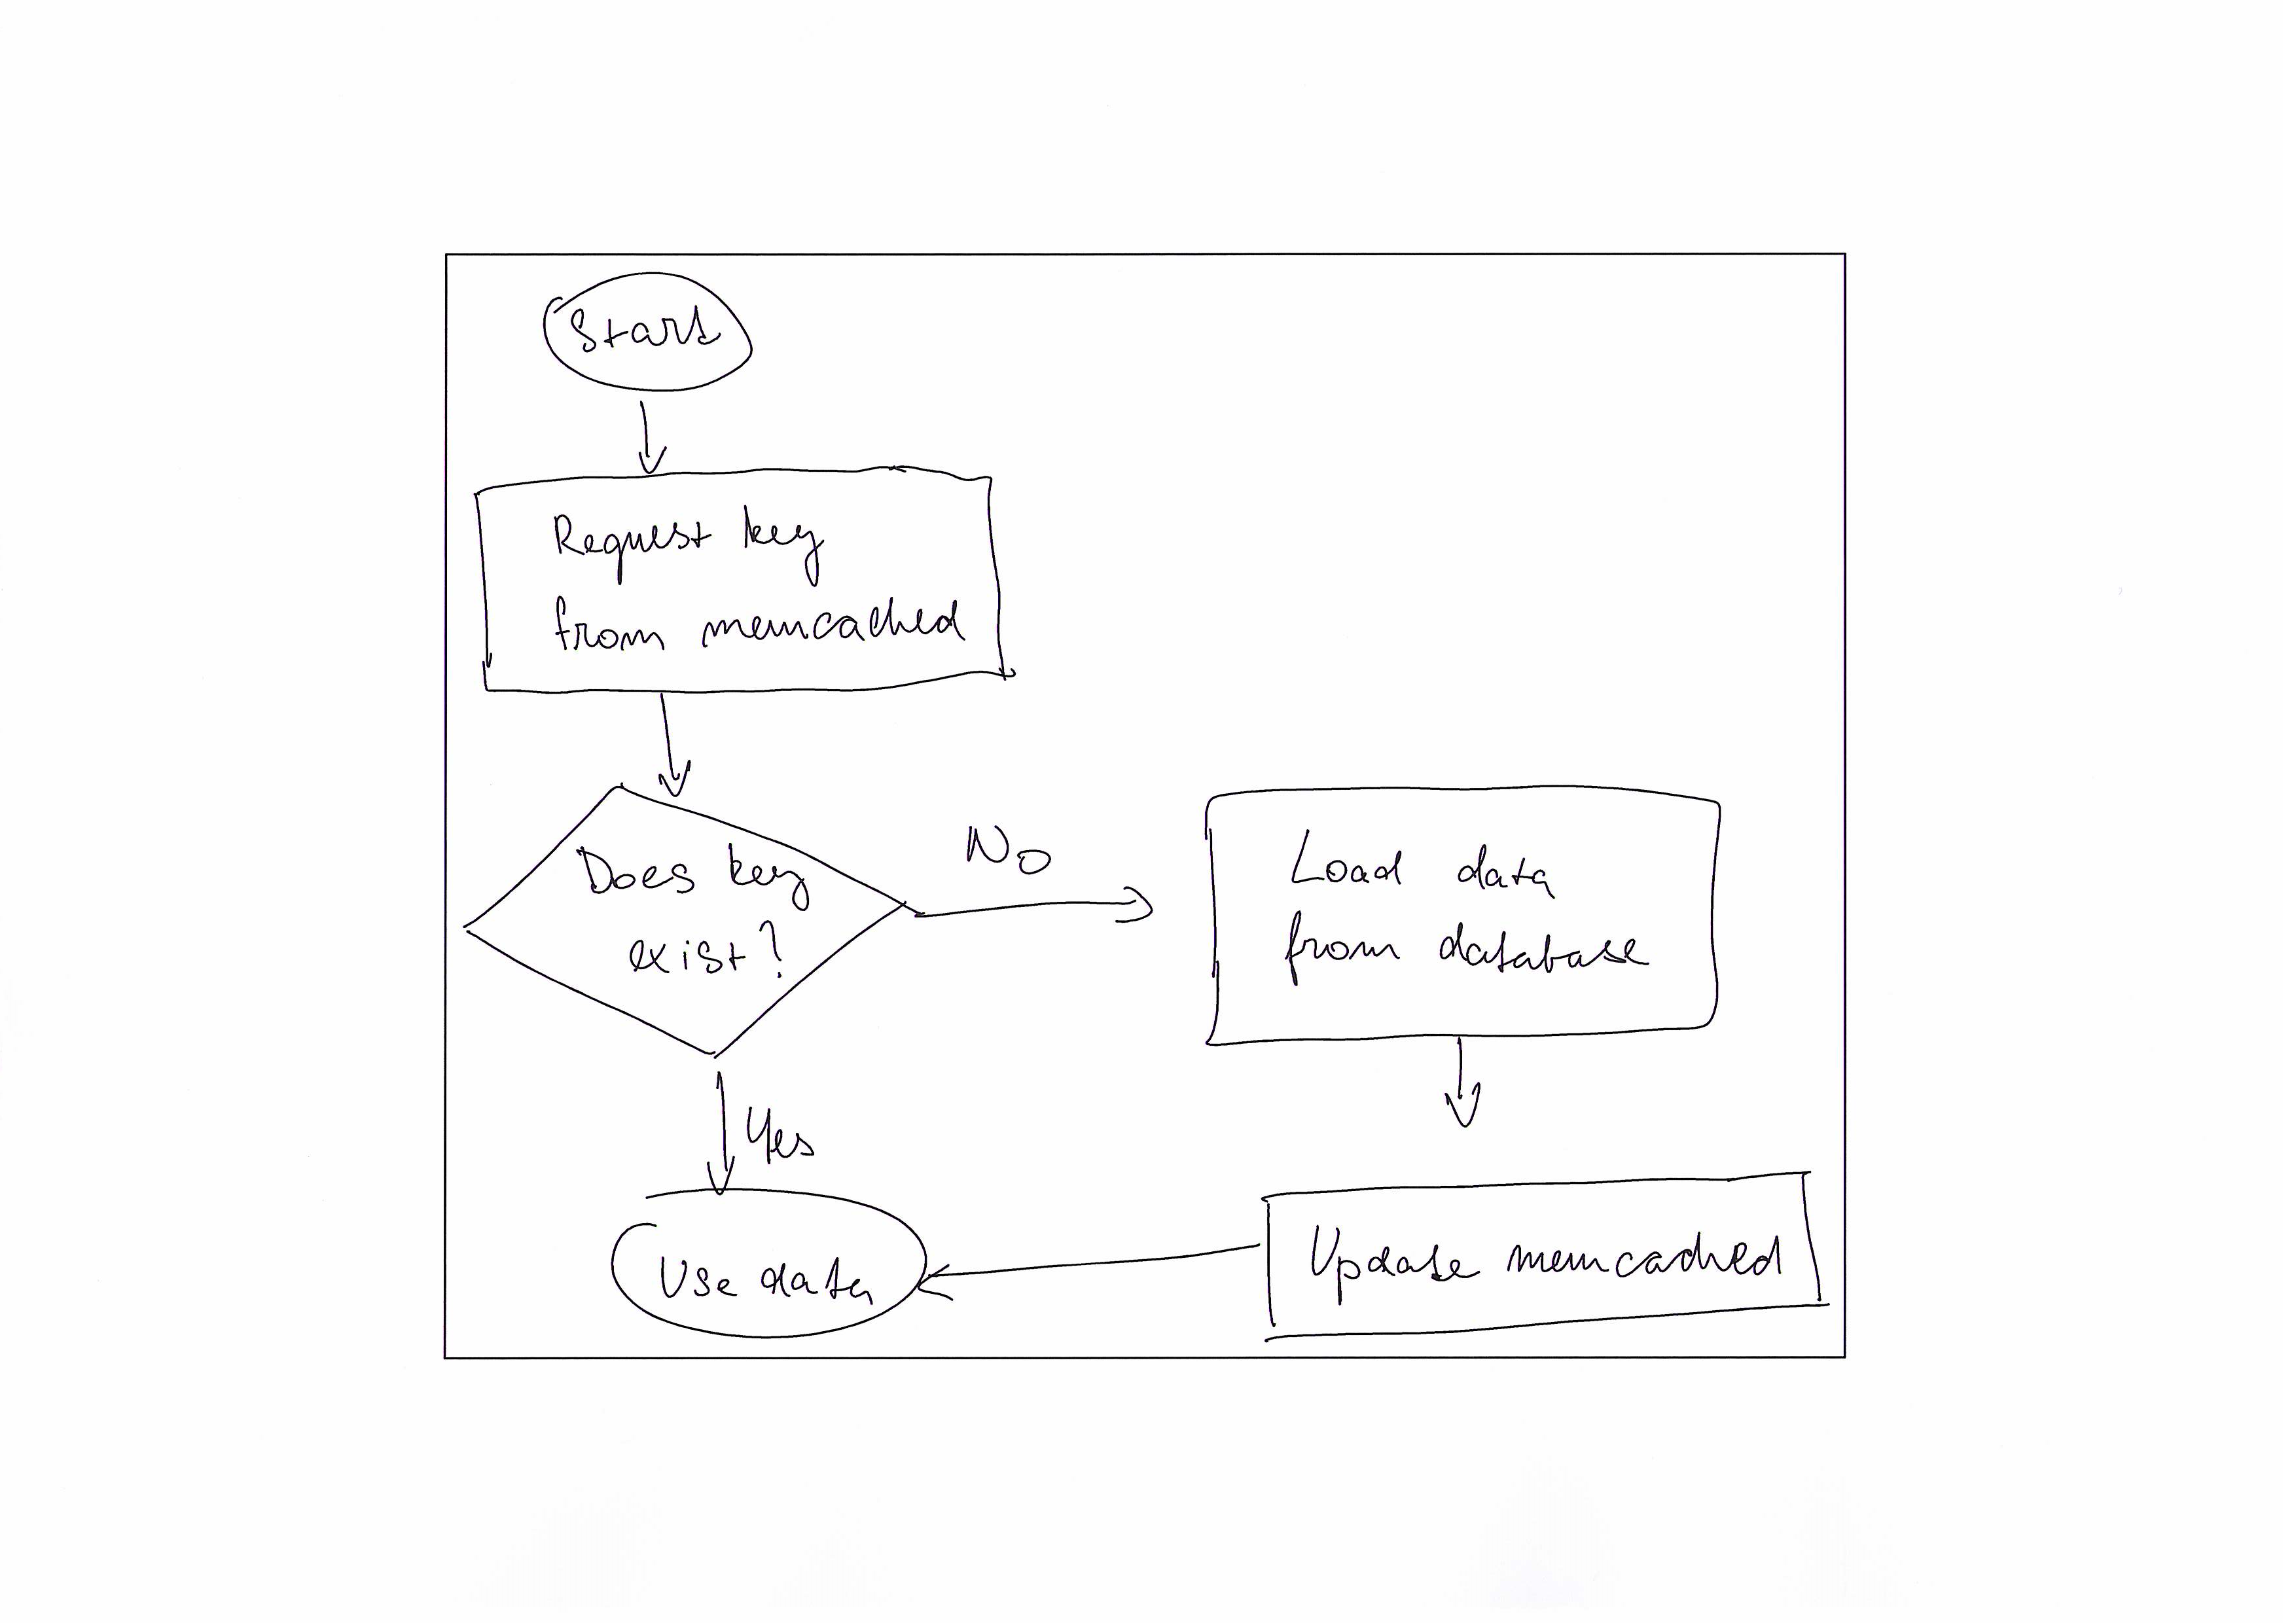 Start
Request key
from memcached
Does key
exist?
No
Load data
from database
Yes
Use data
Update memcached